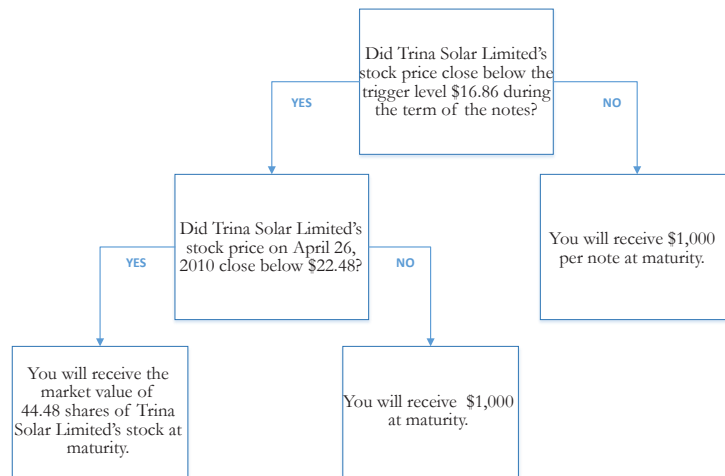 Did Trina Solar Limited's
stock price close below the
trigger level $16.86 during
the term of the notes?
YES
NO
Did Trina Solar Limited's
stock price on April 26,
2010 close below $22.48?
You will receive $1,000
per note at maturity.
YES
NO
You will receive the
market value of
44.48 shares of Trina
Solar Limited's stock at
maturity.
You will receive $1,000
at maturity.